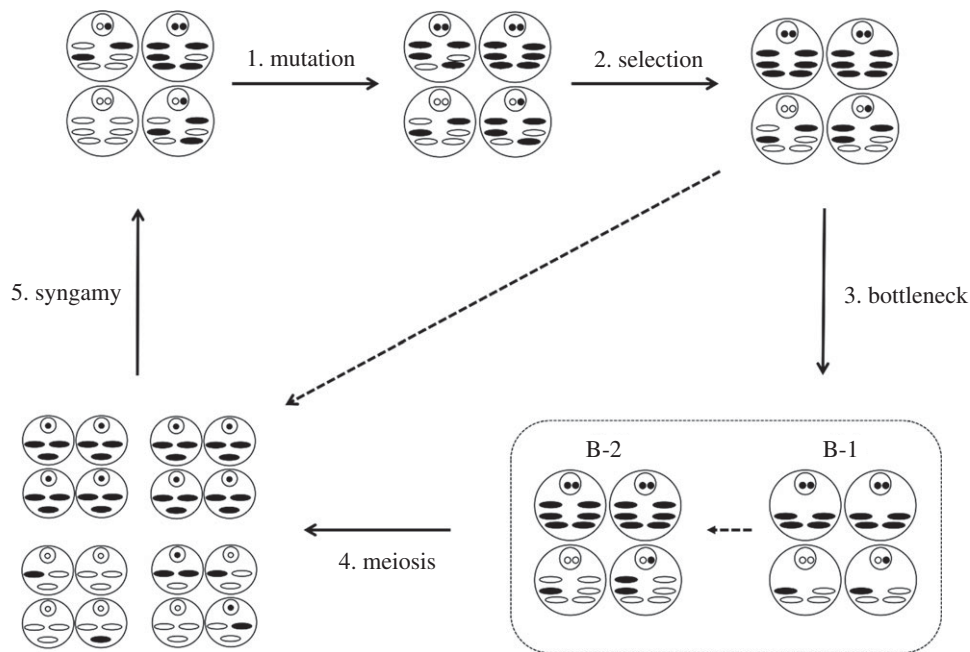 1. mutation
2. selection
5. syngamy
3. bottleneck
B-2
B-1
4. meiosis